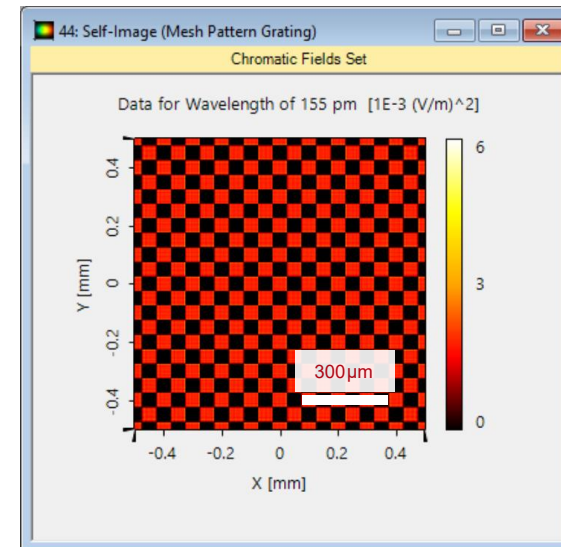 44: Self-Image (Mesh Pattern Grating)
Chromatic Fields Set
Data for Wavelength of 155 pm [1E-3 (V/m)^2]
Y [mm]
0.4
0.2
0
-0.2
-0.4
300µm
6
3
0
-0.4 -0.2 0 0.2 0.4
X [mm]